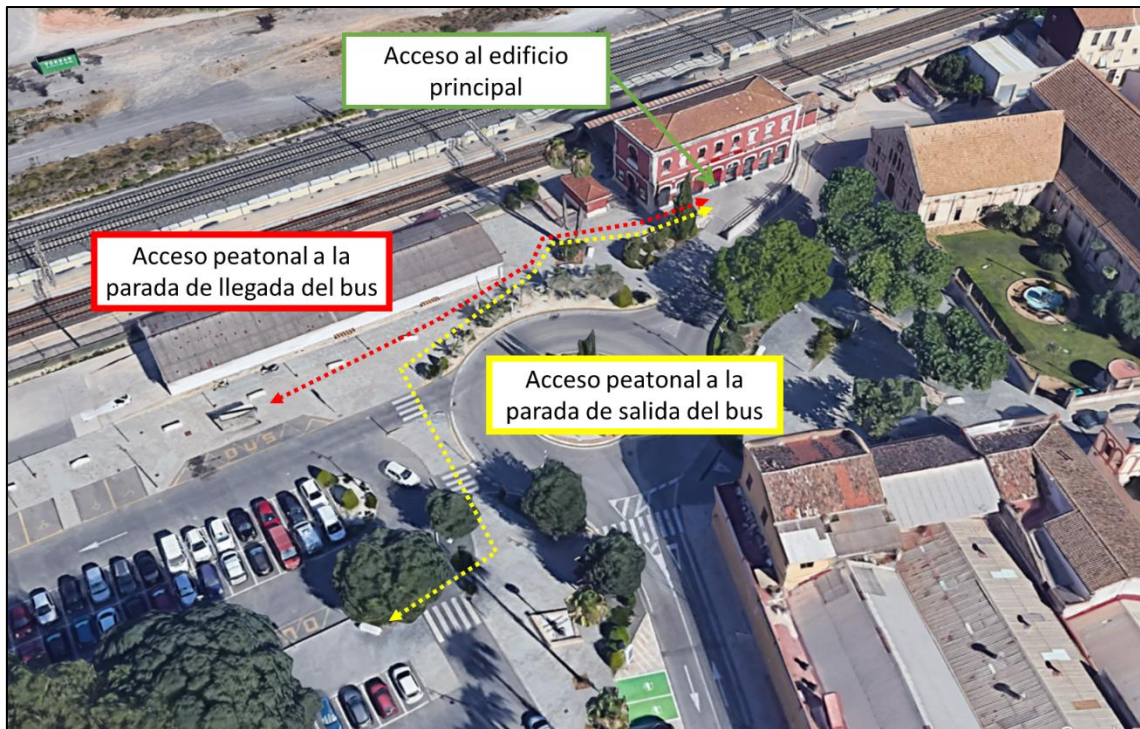 Acceso al edificio
principal
Acceso peatonal a la
parada de llegada del bus
Acceso peatonal a la
parada de salida del bus
BUS